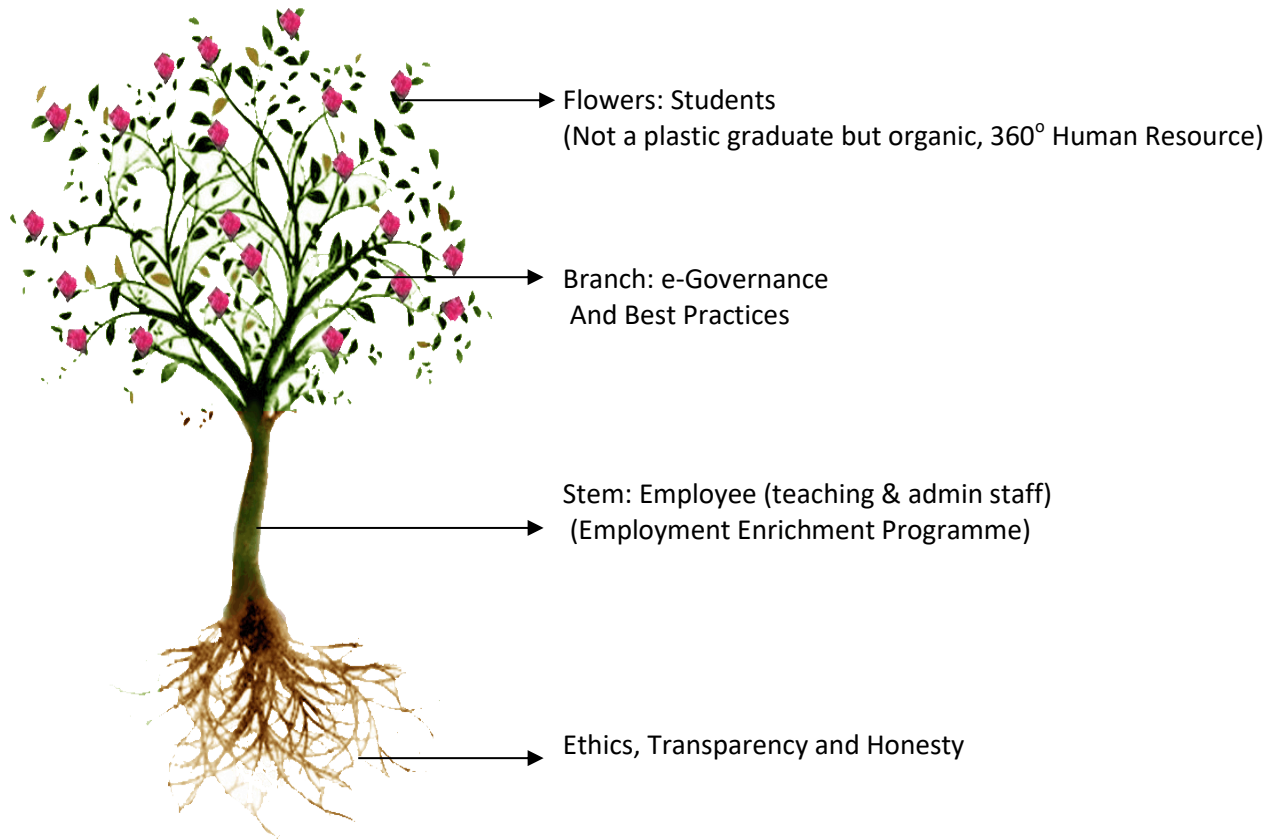 Flowers: Students
(Not a plastic graduate but organic, 360° Human Resource)
Branch: e-Governance
And Best Practices
Stem: Employee (teaching & admin staff)
(Employment Enrichment Programme)
Ethics, Transparency and Honesty